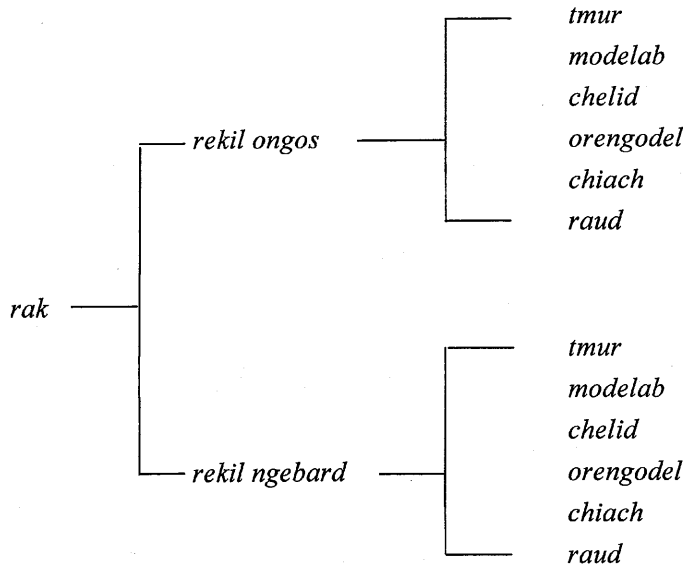 tmur
modelab
chelid
rekil ongos
orengodel
chiach
raud
rak
tmur
modelab
chelid
rekil ngebard
orengodel
chiach
raud